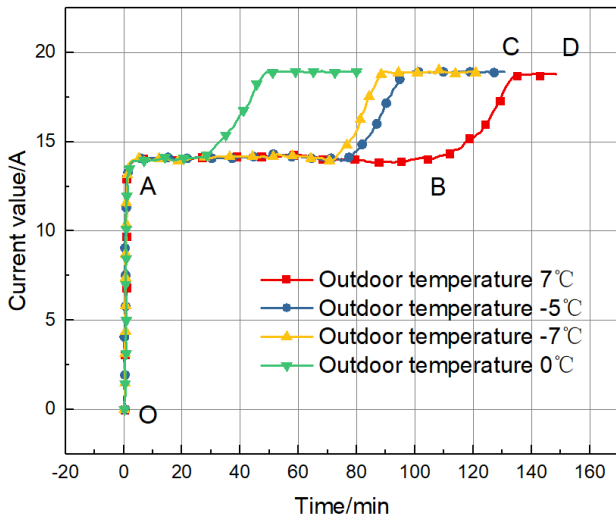 Current value/A
20
15
10
5
0
C
D
A
B
O
Outdoor temperature 7℃
Outdoor temperature -5℃
Outdoor temperature -7℃
Outdoor temperature 0℃
-20
0
20
40
60
80
100
120
140
160
Time/min